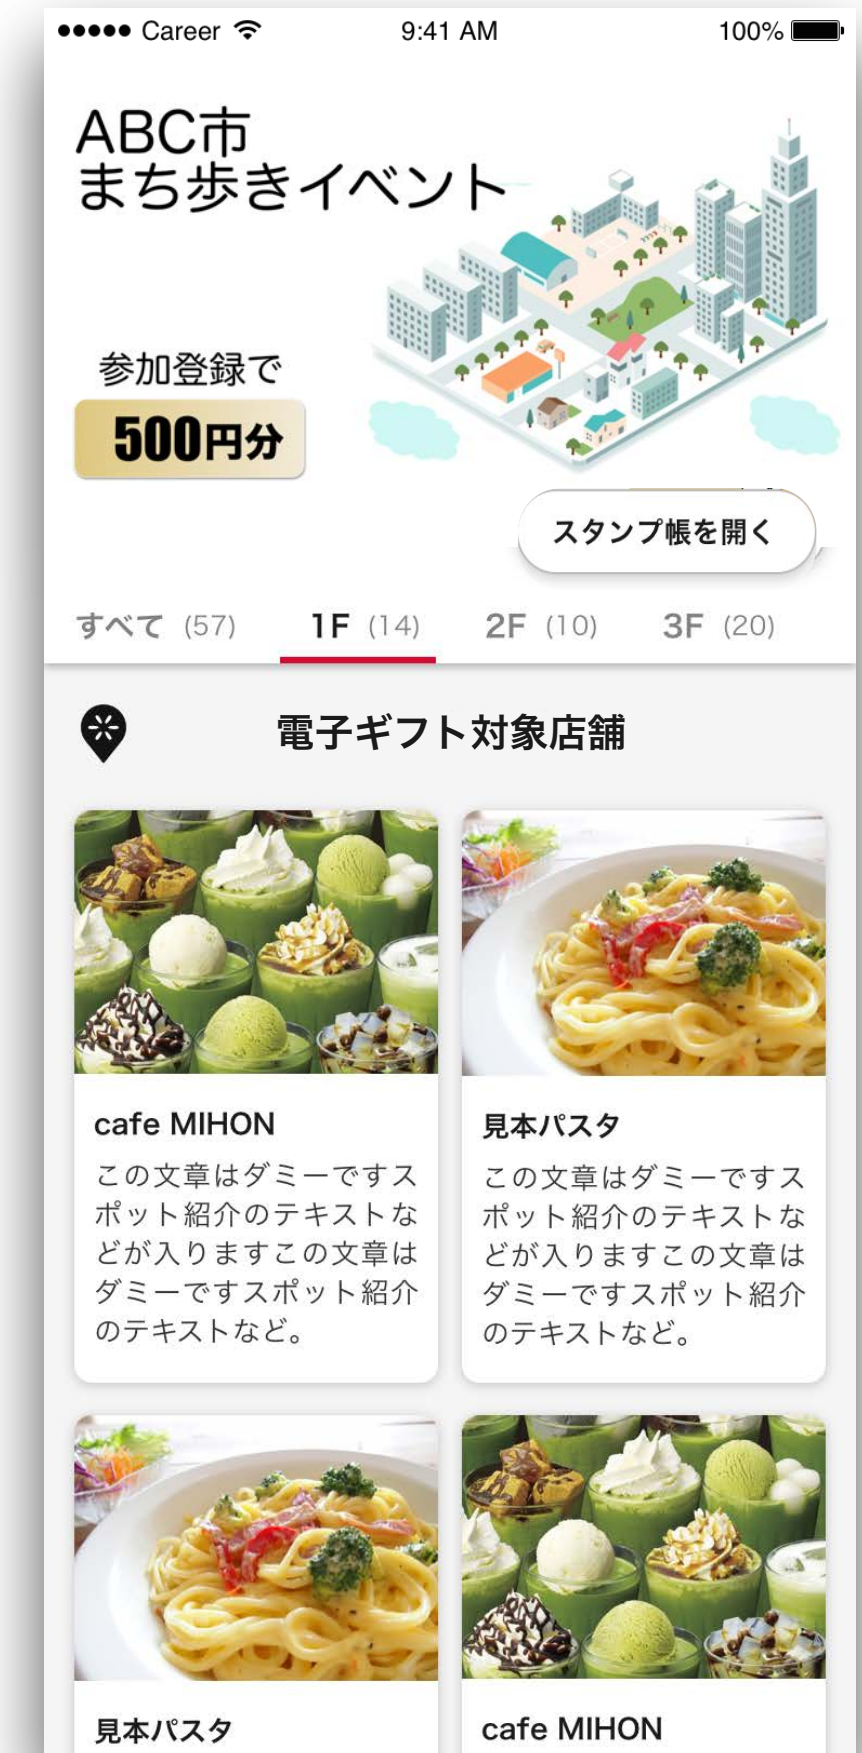 ●●●●● Career 9:41 AM 100%
ABC市
まち歩きイベント
参加登録で
500円分
スタンプ帳を開く
すべて (57) 1F (14) 2F (10) 3F (20)
電子ギフト対象店舗
cafe MIHON
この文章はダミーですス
ポット紹介のテキストな
どが入りますこの文章は
ダミーですスポット紹介
のテキストなど。
見本パスタ
この文章はダミーですス
ポット紹介のテキストな
どが入りますこの文章は
ダミーですスポット紹介
のテキストなど。
見本パスタ
cafe MIHON